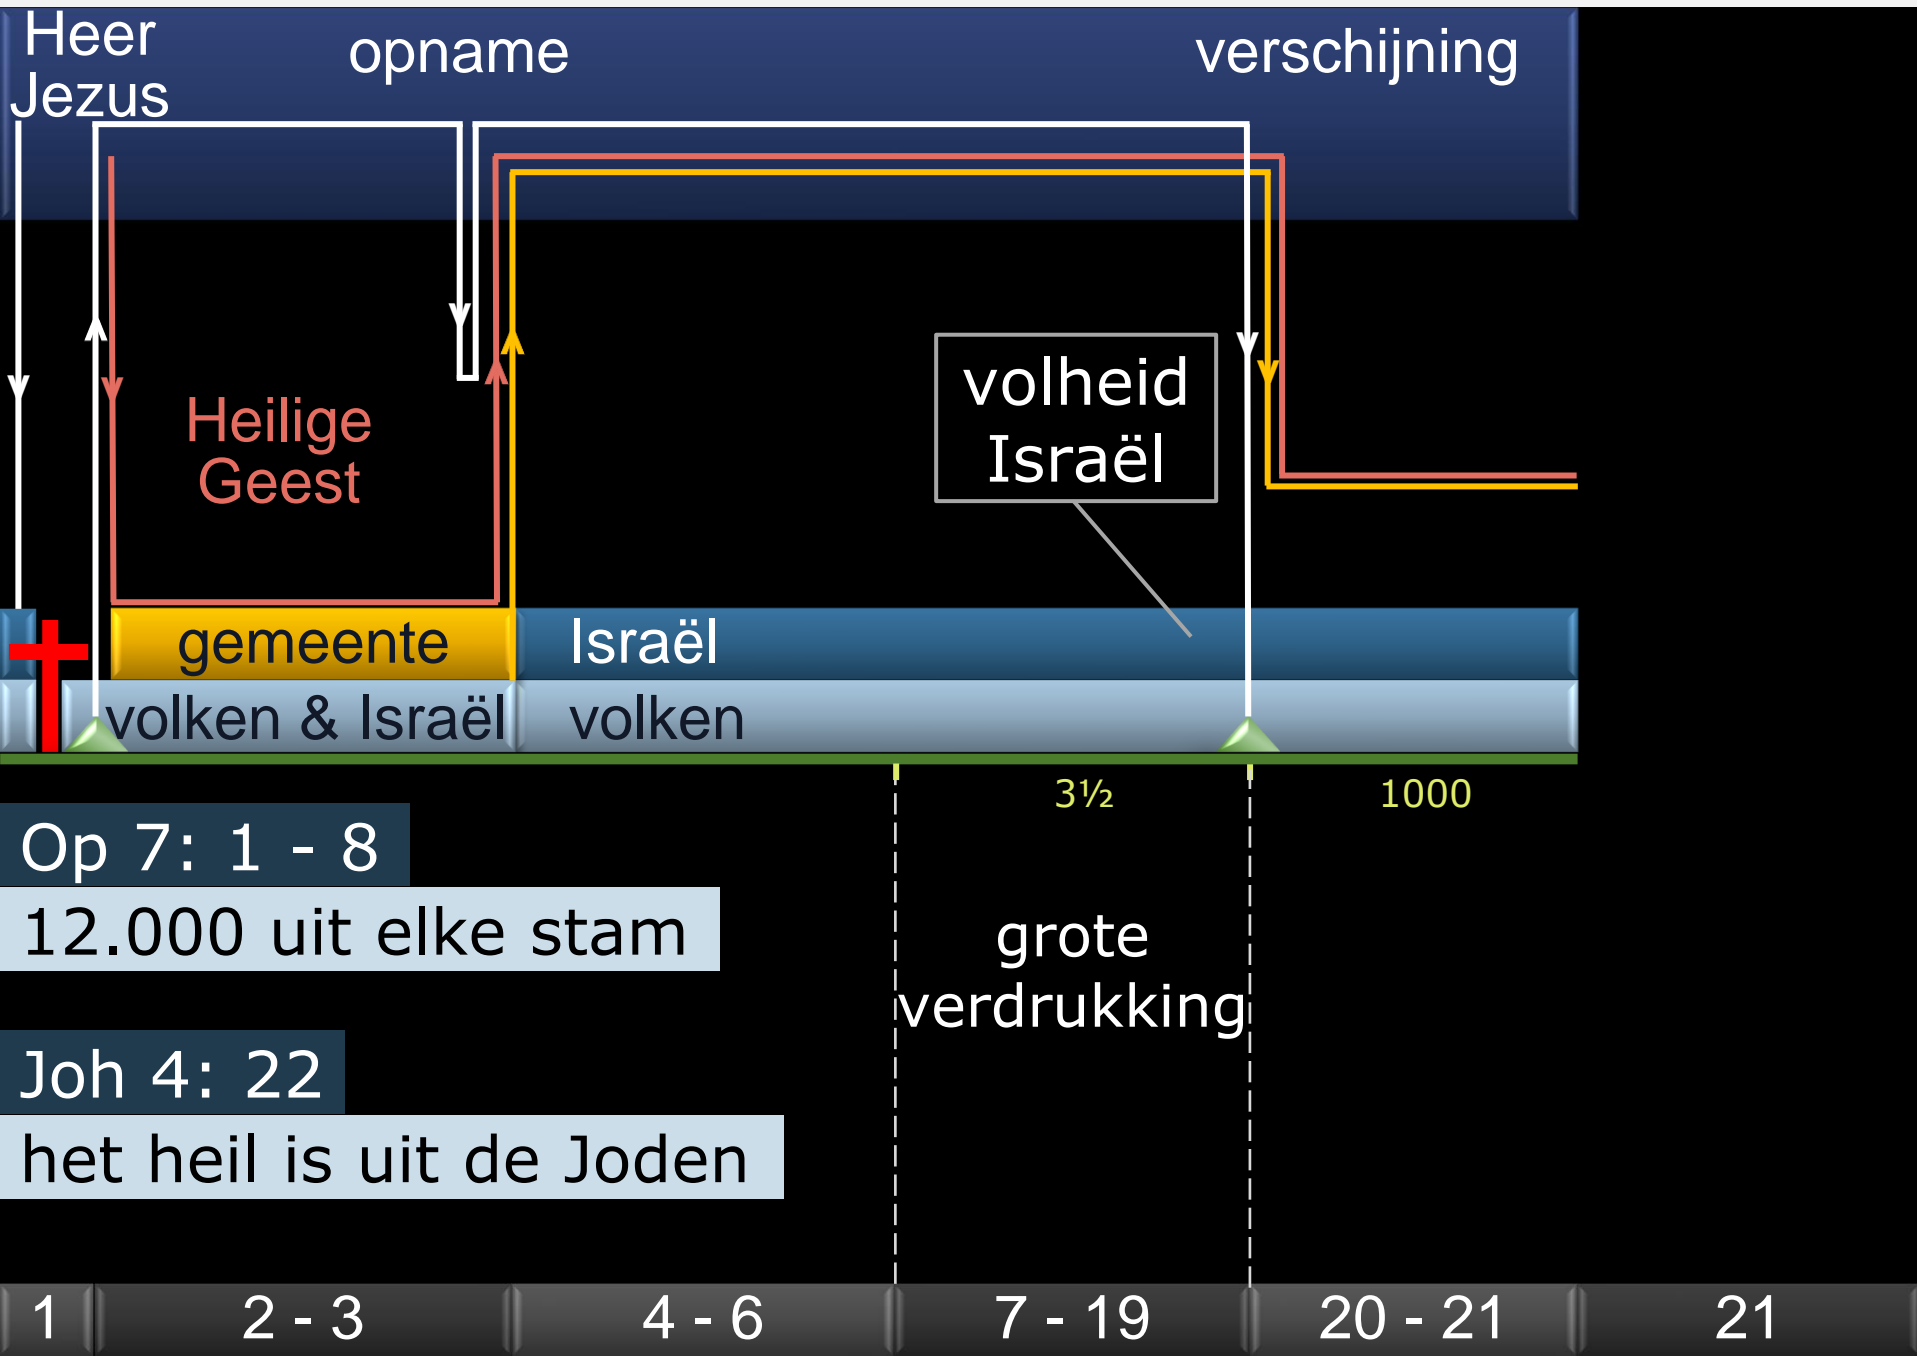 Heer
Jezus
opname
verschijning
Heilige
Geest
volheid
Israël
gemeente
Israël
volken & Israël
volken
3½
1000
Op 7: 1 - 8
12.000 uit elke stam
grote
verdrukking
Joh 4: 22
het heil is uit de Joden
1
2 - 3
4 - 6
7 - 19
20 - 21
21